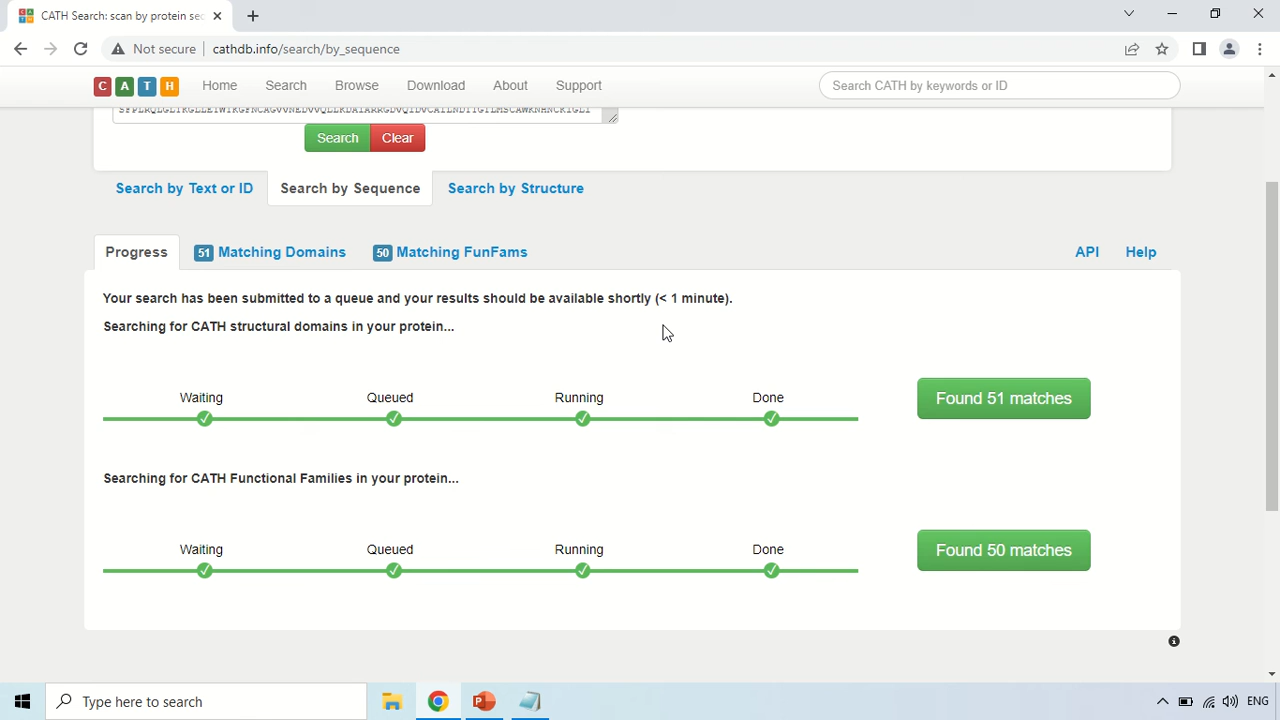 CATH Search: scan by protein sec
Not secure cathdb.info/search/by_sequence
C A T H Home Search Browse Download About Support Search CATH by keywords or ID
Search Clear
Search by Text or ID Search by Sequence Search by Structure
Progress 51 Matching Domains 50 Matching FunFams API Help
Your search has been submitted to a queue and your results should be available shortly (< 1 minute).
Searching for CATH structural domains in your protein...
Waiting Queued Running Done Found 51 matches
Searching for CATH Functional Families in your protein...
Waiting Queued Running Done Found 50 matches
Type here to search ENG